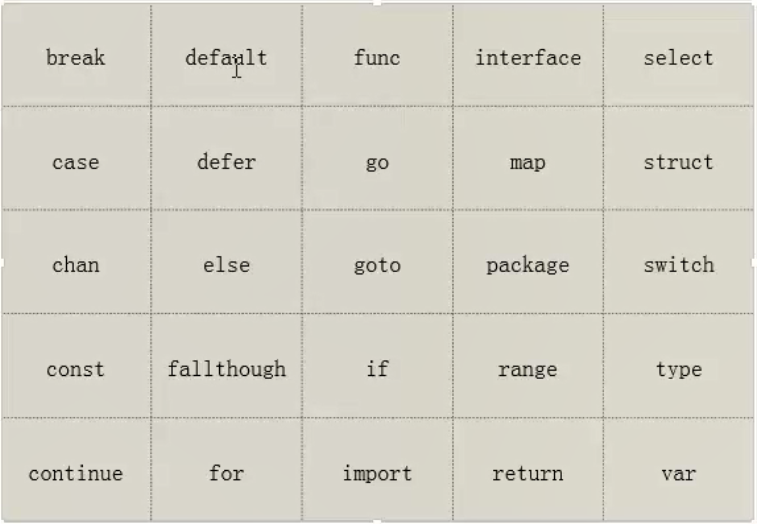 break default func interface select
case defer go map struct
chan else goto package switch
const fallthough if range type
continue for import return var